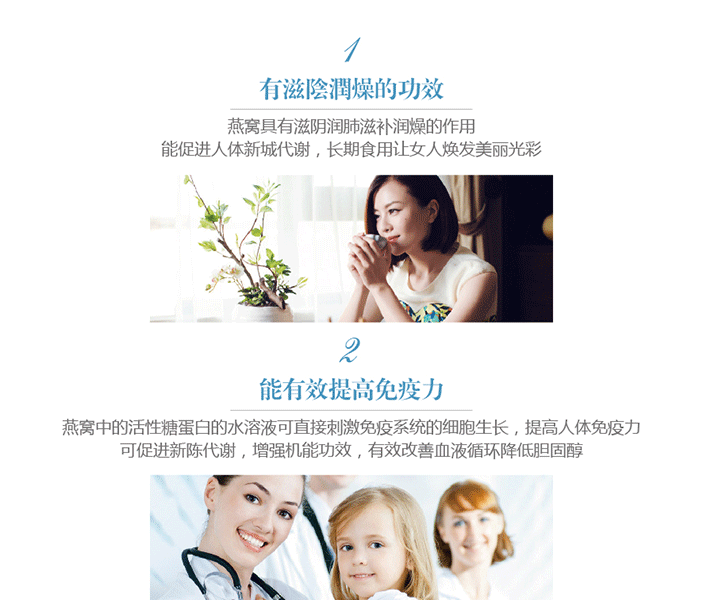 1
有滋陰潤燥的功效
燕窝具有滋阴润肺滋补润燥的作用
能促进人体新城代谢，长期食用让女人焕发美丽光彩
2
能有效提高免疫力
燕窝中的活性糖蛋白的水溶液可直接刺激免疫系统的细胞生长，提高人体免疫力
可促进新陈代谢，增强机能功效，有效改善血液循环降低胆固醇